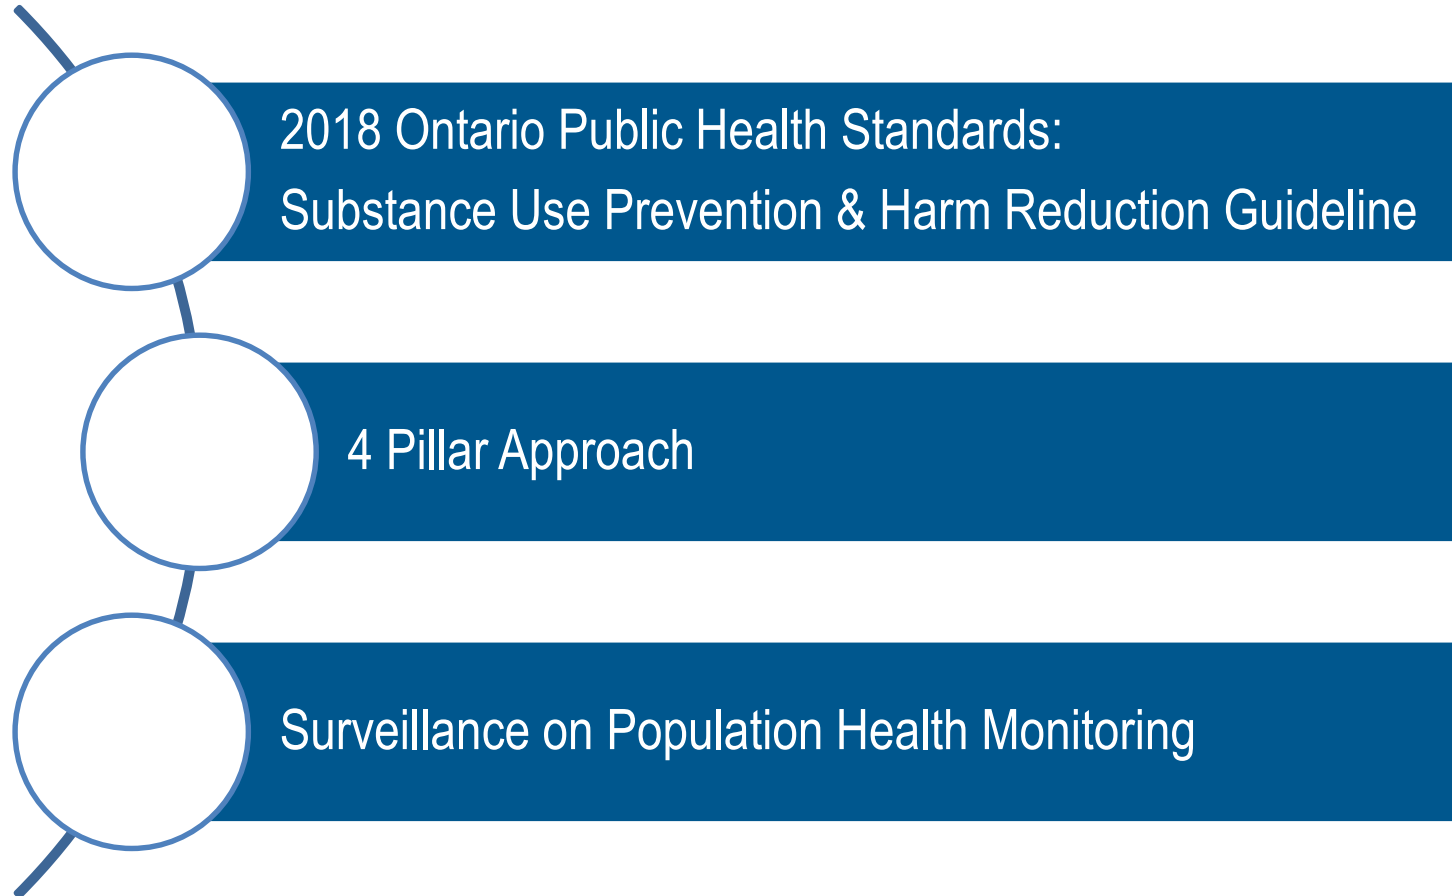 2018 Ontario Public Health Standards:
Substance Use Prevention & Harm Reduction Guideline
4 Pillar Approach
Surveillance on Population Health Monitoring